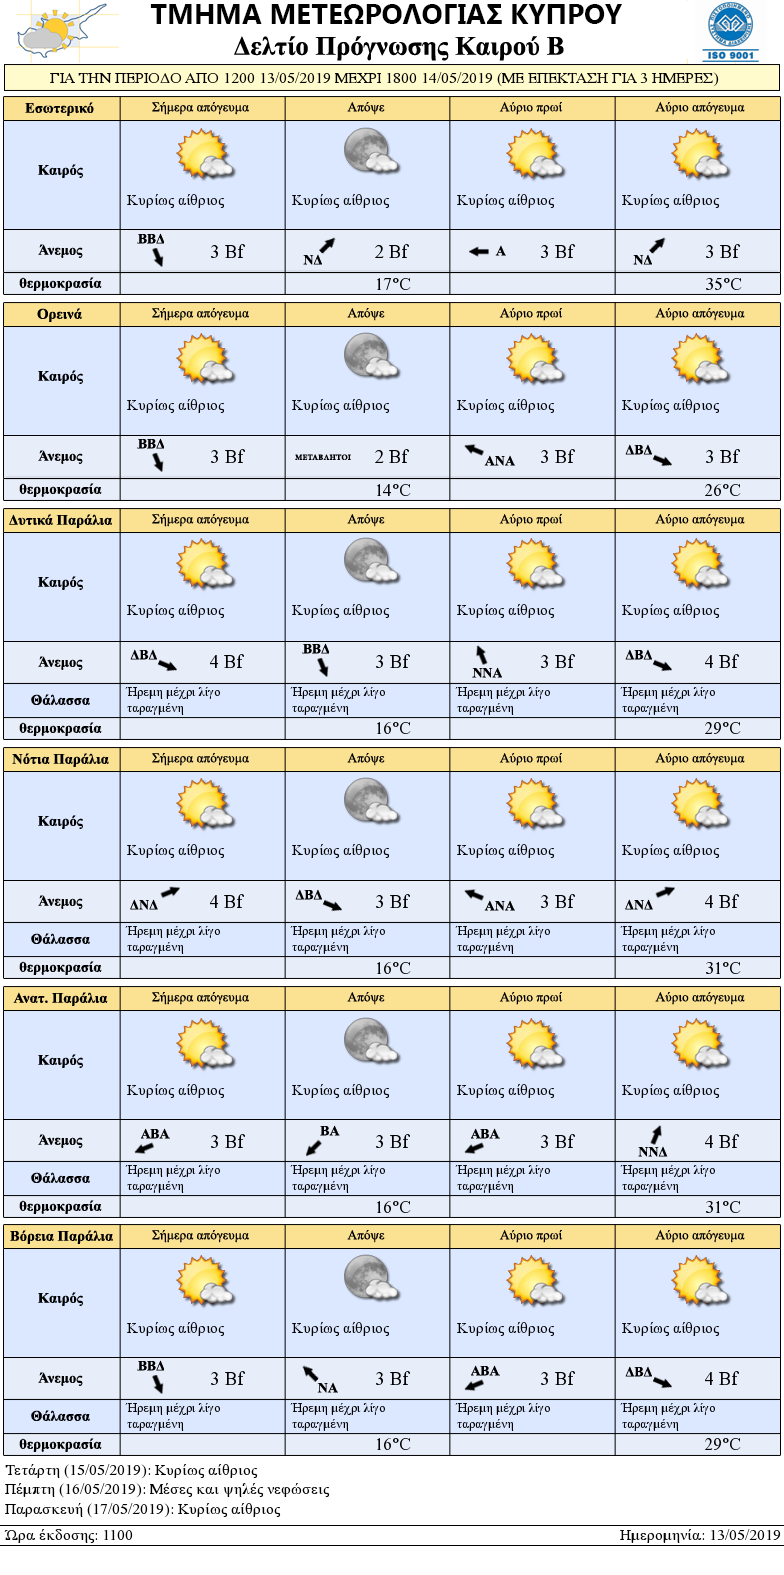 ΤΜΗΜΑ ΜΕΤΕΩΡΟΛΟΓΙΑΣ ΚΥΠΡΟΥ
Δελτίο Πρόγνωσης Καιρού Β
ISO 9001
ΓΙΑ ΤΗΝ ΠΕΡΙΟΔΟ ΑΠΟ 1200 13/05/2019 ΜΕΧΡΙ 1800 14/05/2019 (ΜΕ ΕΠΕΚΤΑΣΗ ΓΙΑ 3 ΗΜΕΡΕΣ)
Εσωτερικό Σήμερα απόγευμα Απόψε Αύριο πρωί Αύριο απόγευμα
Καιρός
Κυρίως αίθριος Κυρίως αίθριος Κυρίως αίθριος Κυρίως αίθριος
Άνεμος ΒΒΔ 3 Bf ΝΔ 2 Bf Α 3 Bf ΝΔ 3 Bf
θερμοκρασία 17°C 35°C
Ορεινά Σήμερα απόγευμα Απόψε Αύριο πρωί Αύριο απόγευμα
Καιρός
Κυρίως αίθριος Κυρίως αίθριος Κυρίως αίθριος Κυρίως αίθριος
Άνεμος ΒΒΔ 3 Bf ΜΕΤΑΒΛΗΤΟΙ 2 Bf ΑΝΑ 3 Bf ΔΒΔ 3 Bf
θερμοκρασία 14°C 26°C
Δυτικά Παράλια Σήμερα απόγευμα Απόψε Αύριο πρωί Αύριο απόγευμα
Καιρός
Κυρίως αίθριος Κυρίως αίθριος Κυρίως αίθριος Κυρίως αίθριος
Άνεμος ΔΒΔ 4 Bf ΒΒΔ 3 Bf ΝΝΑ 3 Bf ΔΒΔ 4 Bf
Θάλασσα Ήρεμη μέχρι λίγο ταραγμένη Ήρεμη μέχρι λίγο ταραγμένη Ήρεμη μέχρι λίγο ταραγμένη Ήρεμη μέχρι λίγο ταραγμένη
θερμοκρασία 16°C 29°C
Νότια Παράλια Σήμερα απόγευμα Απόψε Αύριο πρωί Αύριο απόγευμα
Καιρός
Κυρίως αίθριος Κυρίως αίθριος Κυρίως αίθριος Κυρίως αίθριος
Άνεμος ΔΝΔ 4 Bf ΔΒΔ 3 Bf ΑΝΑ 3 Bf ΔΝΔ 4 Bf
Θάλασσα Ήρεμη μέχρι λίγο ταραγμένη Ήρεμη μέχρι λίγο ταραγμένη Ήρεμη μέχρι λίγο ταραγμένη Ήρεμη μέχρι λίγο ταραγμένη
θερμοκρασία 16°C 31°C
Ανατ. Παράλια Σήμερα απόγευμα Απόψε Αύριο πρωί Αύριο απόγευμα
Καιρός
Κυρίως αίθριος Κυρίως αίθριος Κυρίως αίθριος Κυρίως αίθριος
Άνεμος ΑΒΑ 3 Bf ΒΑ 3 Bf ΑΒΑ 3 Bf ΝΝΔ 4 Bf
Θάλασσα Ήρεμη μέχρι λίγο ταραγμένη Ήρεμη μέχρι λίγο ταραγμένη Ήρεμη μέχρι λίγο ταραγμένη Ήρεμη μέχρι λίγο ταραγμένη
θερμοκρασία 16°C 31°C
Βόρεια Παράλια Σήμερα απόγευμα Απόψε Αύριο πρωί Αύριο απόγευμα
Καιρός
Κυρίως αίθριος Κυρίως αίθριος Κυρίως αίθριος Κυρίως αίθριος
Άνεμος ΒΒΔ 3 Bf ΝΑ 3 Bf ΑΒΑ 3 Bf ΔΒΔ 4 Bf
Θάλασσα Ήρεμη μέχρι λίγο ταραγμένη Ήρεμη μέχρι λίγο ταραγμένη Ήρεμη μέχρι λίγο ταραγμένη Ήρεμη μέχρι λίγο ταραγμένη
θερμοκρασία 16°C 29°C
Τετάρτη (15/05/2019): Κυρίως αίθριος
Πέμπτη (16/05/2019): Μέσες και ψηλές νεφώσεις
Παρασκευή (17/05/2019): Κυρίως αίθριος
Ώρα έκδοσης: 1100 Ημερομηνία: 13/05/2019